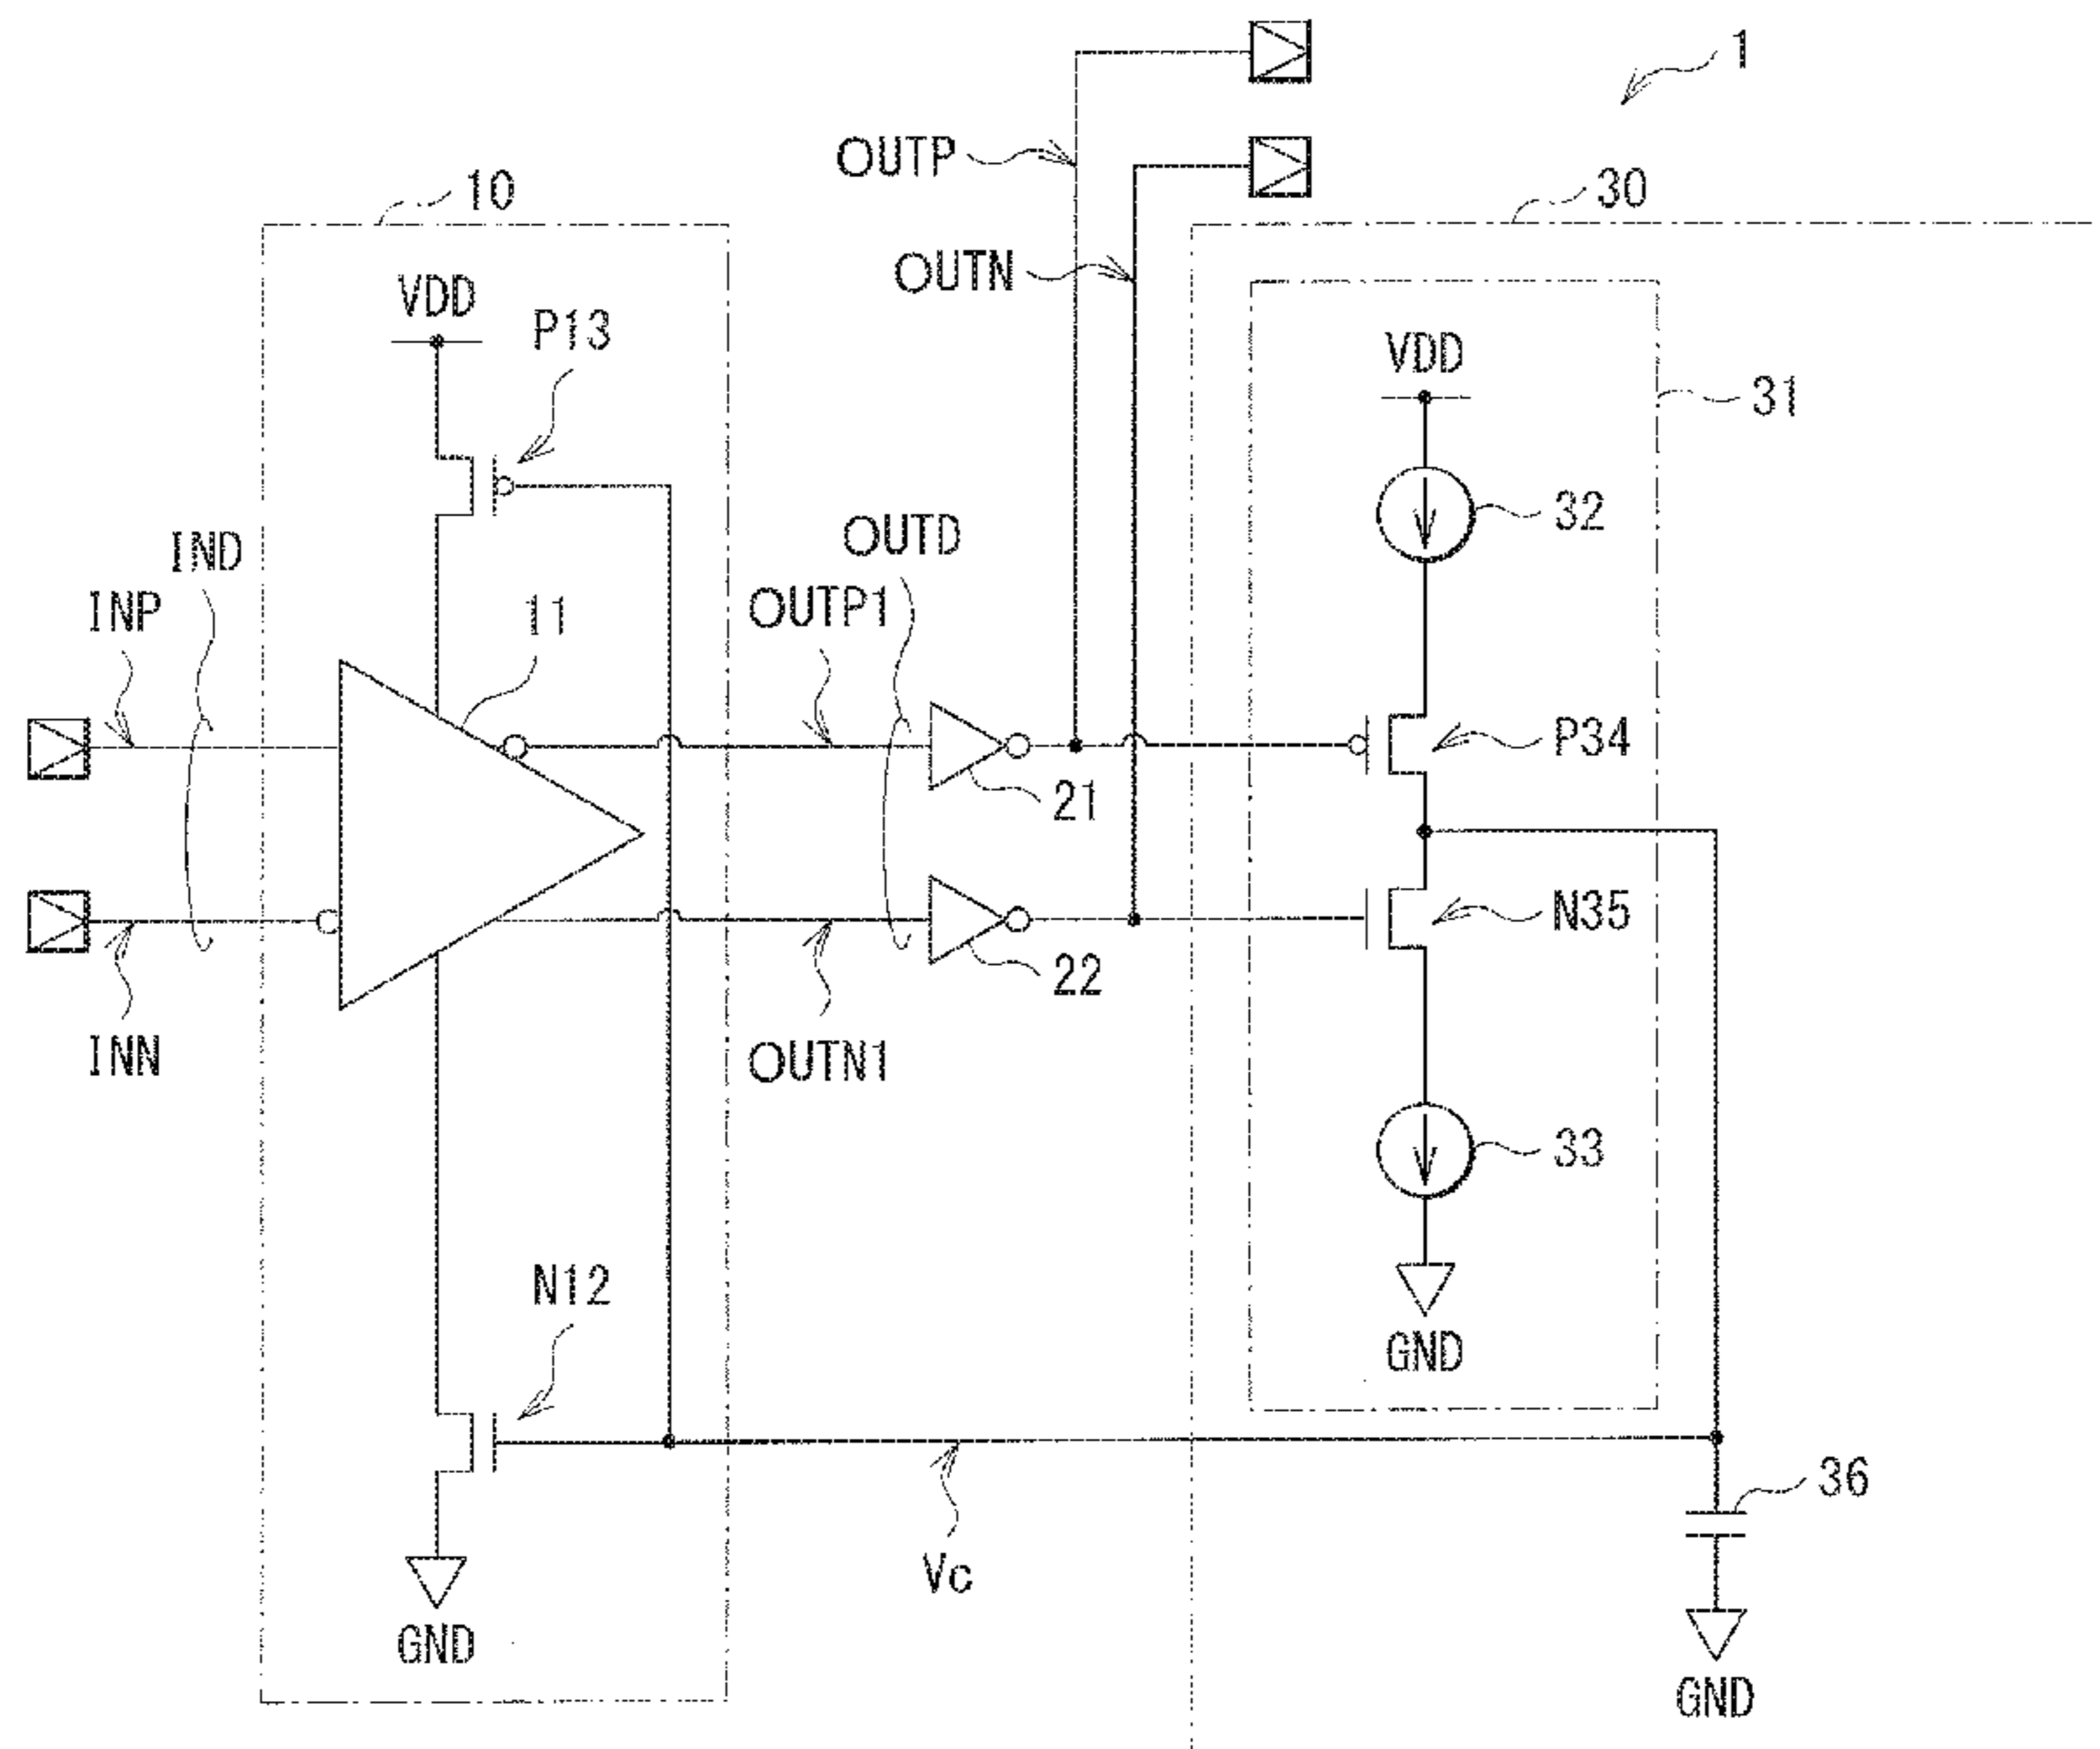 1
OUTP
10
30
OUTN
VDD
P13
VDD
31
IND
OUTD
32
INP
OUTP1
11
P34
21
N35
22
INN
OUTN1
33
N12
GND
36
Vc
GND
GND